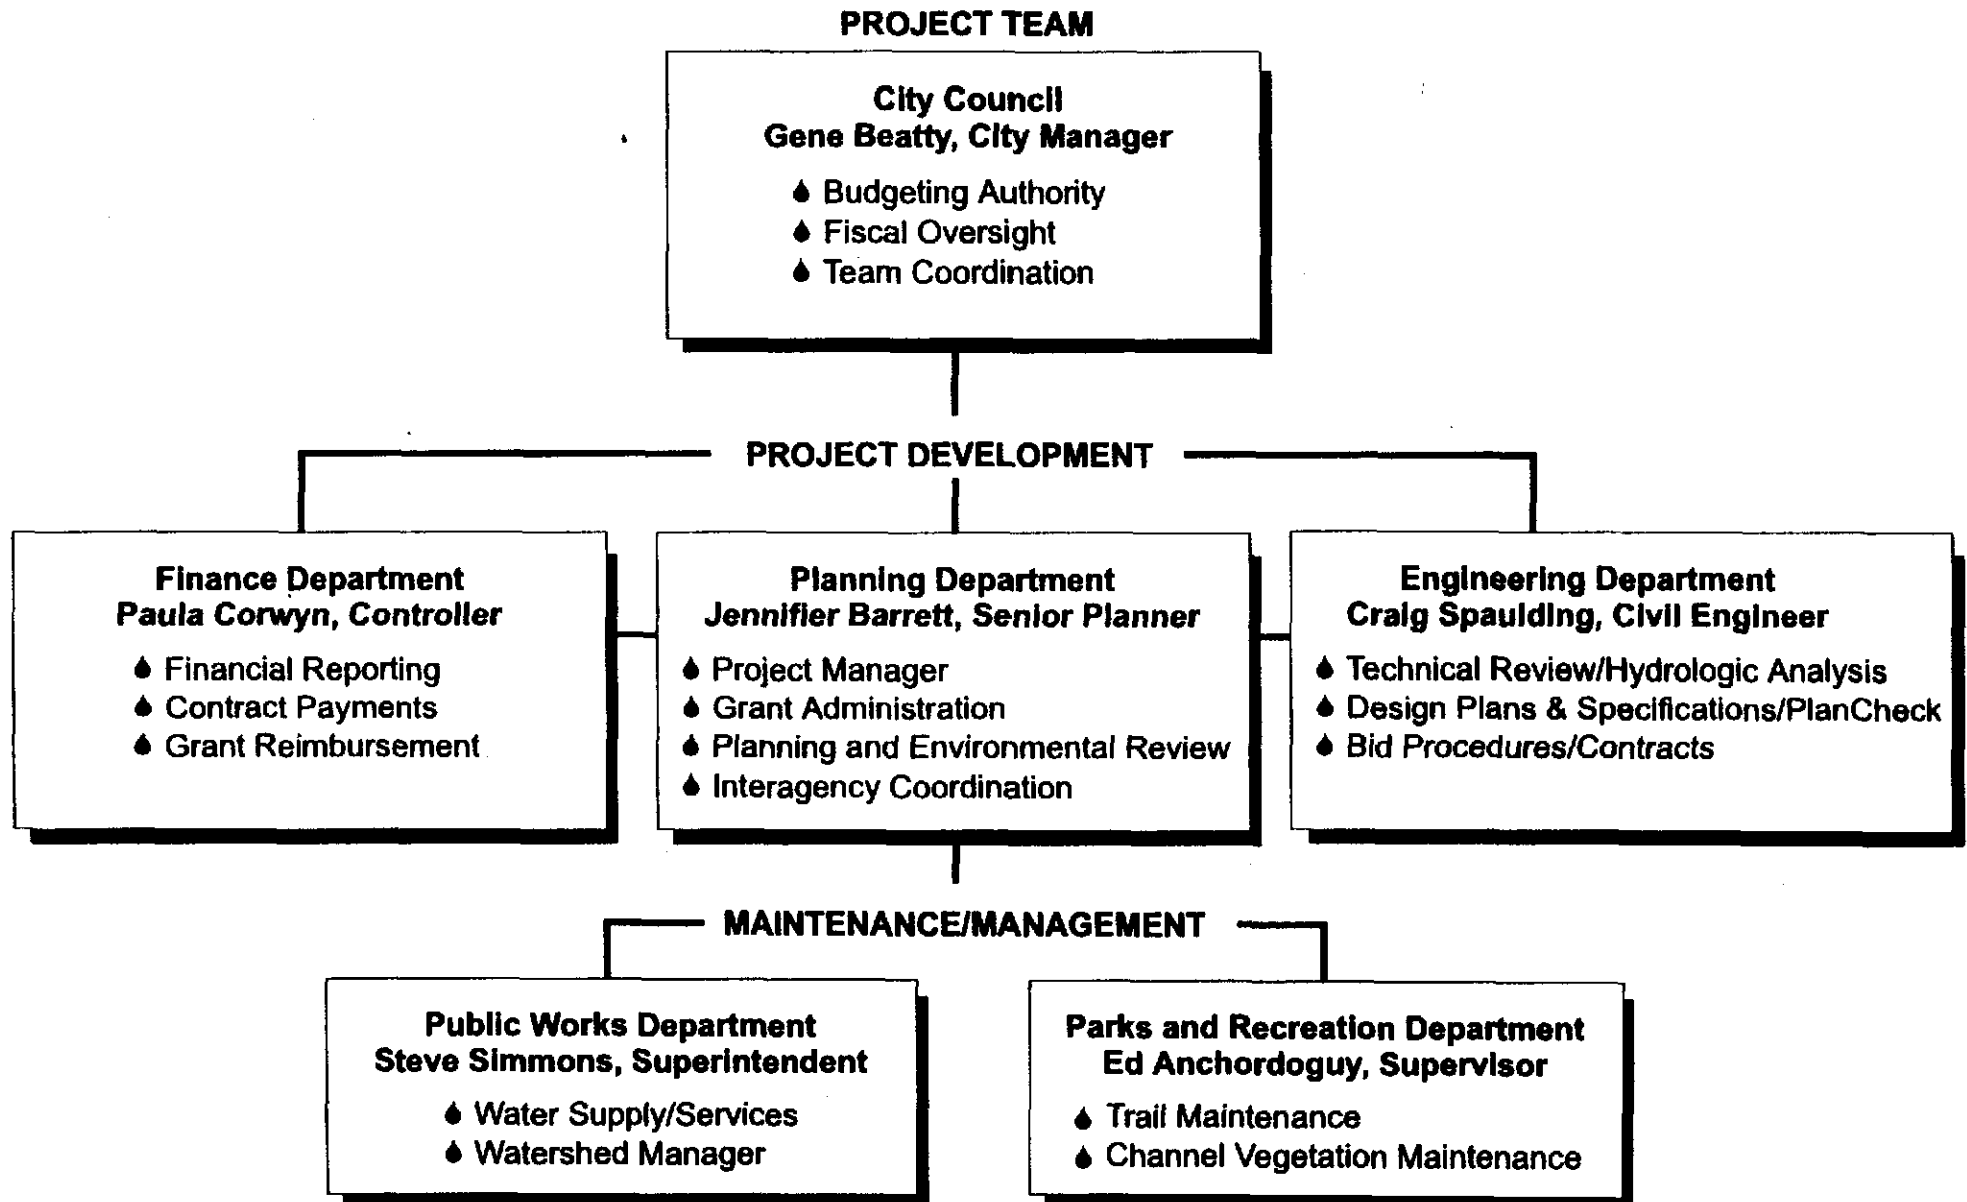 PROJECT TEAM
City Council
Gene Beatty, City Manager
Budgeting Authority
Fiscal Oversight
Team Coordination
PROJECT DEVELOPMENT
Finance Department
Paula Corwyn, Controller
Financial Reporting
Contract Payments
Grant Reimbursement
Planning Department
Jennifier Barrett, Senior Planner
Project Manager
Grant Administration
Planning and Environmental Review
Interagency Coordination
Engineering Department
Craig Spaulding, Civil Engineer
Technical Review/Hydrologic Analysis
Design Plans & Specifications/PlanCheck
Bid Procedures/Contracts
MAINTENANCE/MANAGEMENT
Public Works Department
Steve Simmons, Superintendent
Water Supply/Services
Watershed Manager
Parks and Recreation Department
Ed Anchordoguy, Supervisor
Trail Maintenance
Channel Vegetation Maintenance